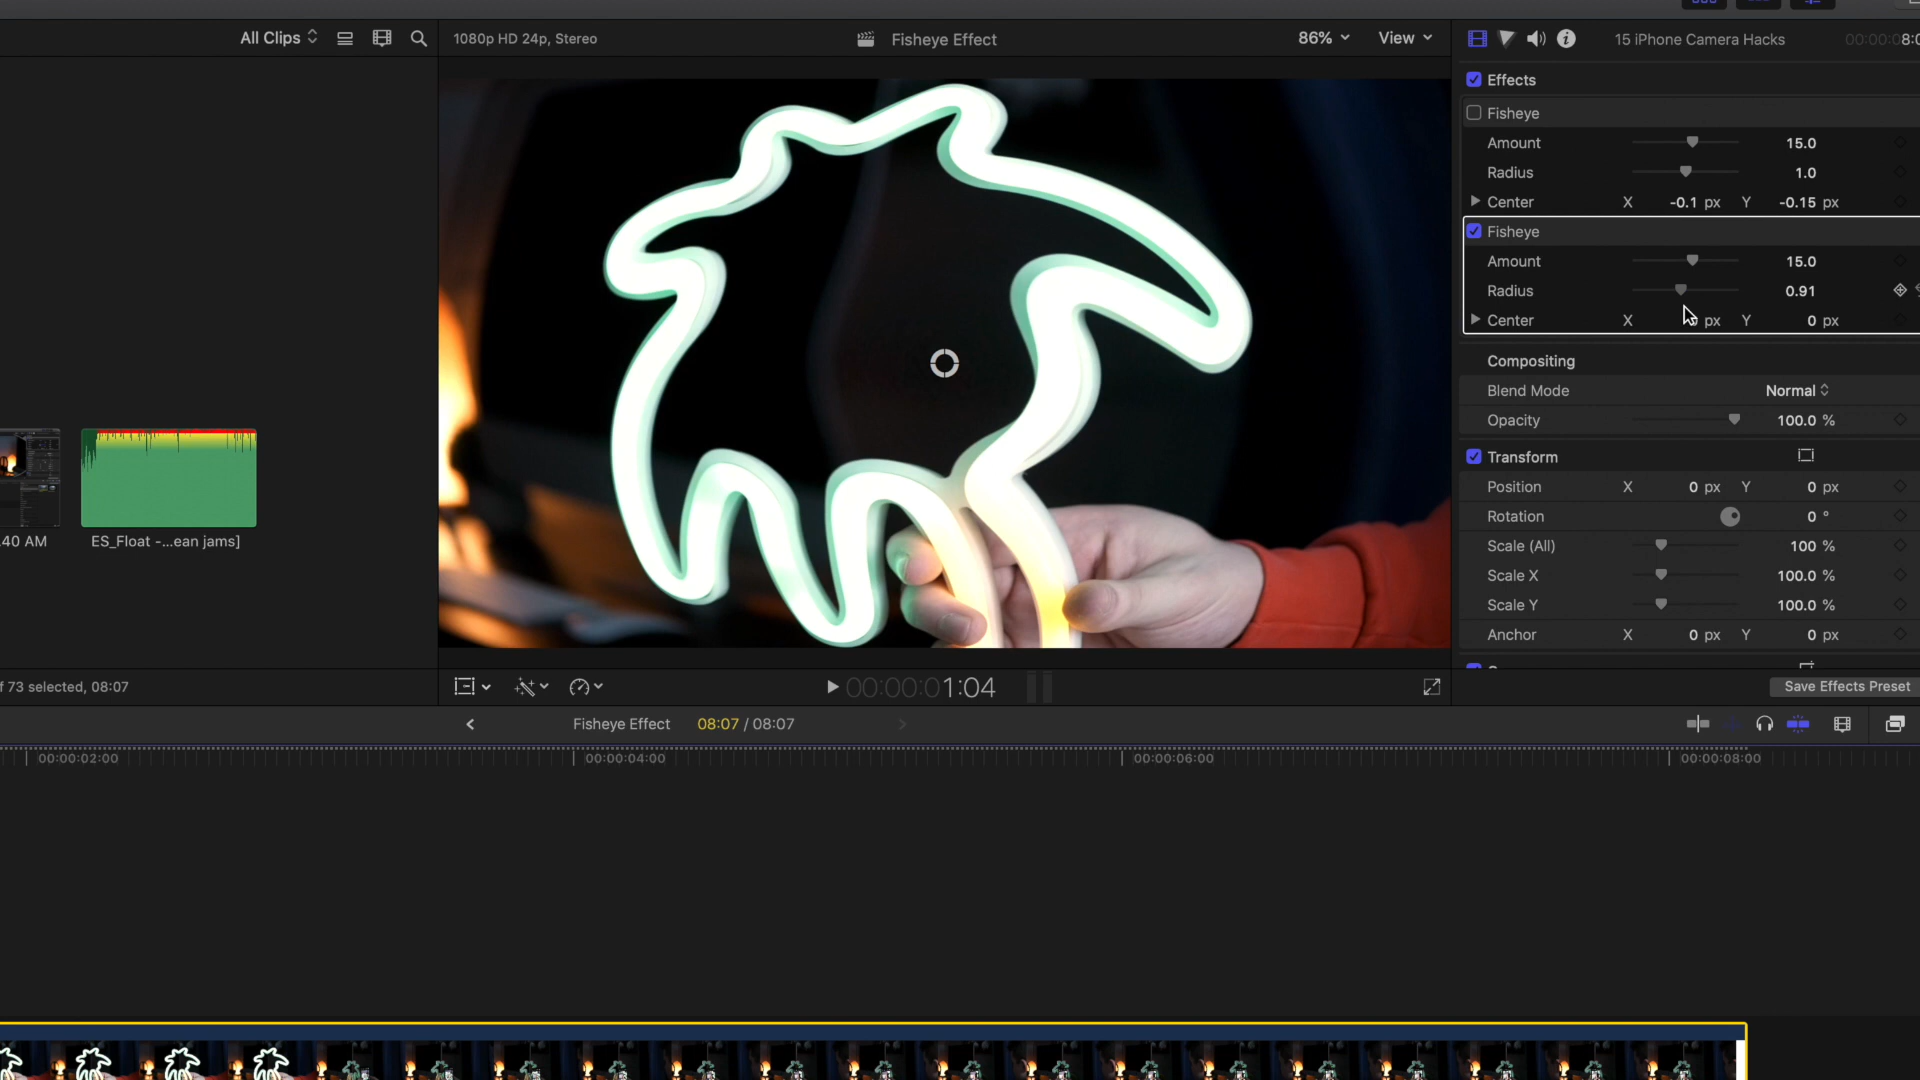 All Clips
1080p HD 24p, Stereo
Fisheye Effect
86%
View
15 iPhone Camera Hacks
00:00:08:0
Effects
Fisheye
Amount 15.0
Radius 1.0
Center X -0.1 px Y -0.15 px
Fisheye
Amount 15.0
Radius 0.91
Center X px Y 0 px
Compositing
Blend Mode Normal
Opacity 100.0 %
Transform
Position X 0 px Y 0 px
Rotation 0 °
Scale (All) 100 %
Scale X 100.0 %
Scale Y 100.0 %
Anchor X 0 px Y 0 px
.40 AM
ES_Float -...ean jams]
f 73 selected, 08:07
00:00:01:04
Save Effects Preset
Fisheye Effect 08:07 / 08:07
00:00:02:00
00:00:04:00
00:00:06:00
00:00:08:00